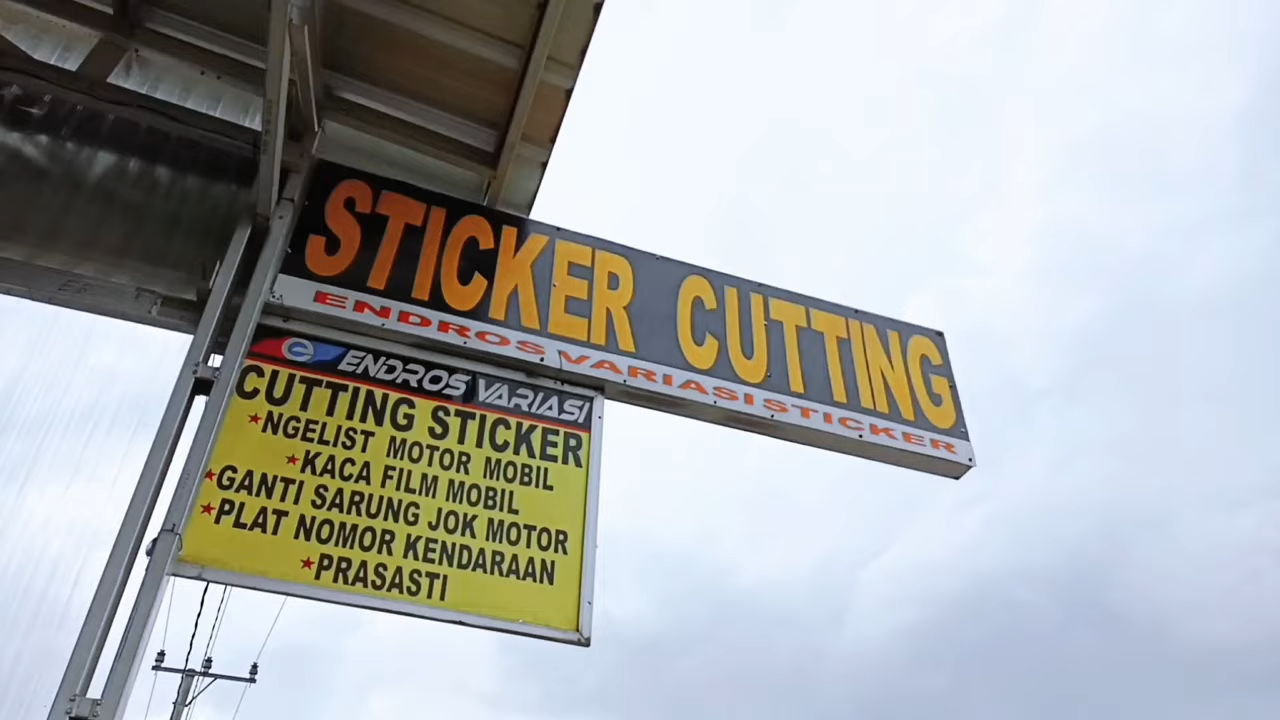 STICKER CUTTING
ENDROS VARIASI STICKER
e ENDROS VARIASI
CUTTING STICKER
★NGELIST MOTOR MOBIL
★KACA FILM MOBIL
★GANTI SARUNG JOK MOTOR
★PLAT NOMOR KENDARAAN
★PRASASTI